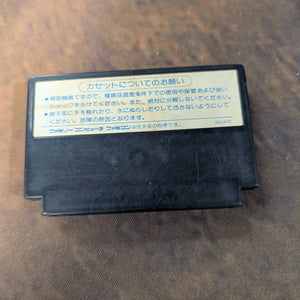 カセットについてのお願い
●精密機器ですので、極端な温度条件下での使用や保管および強い
ショックをさけてください。また、絶対に分解しないでください。
●端子部に手を触れたり、水にぬらしたりして汚さないようにして
ください。故障の原因となります。
ファミリー コンピュータ ファミコンは任天堂の商標です。